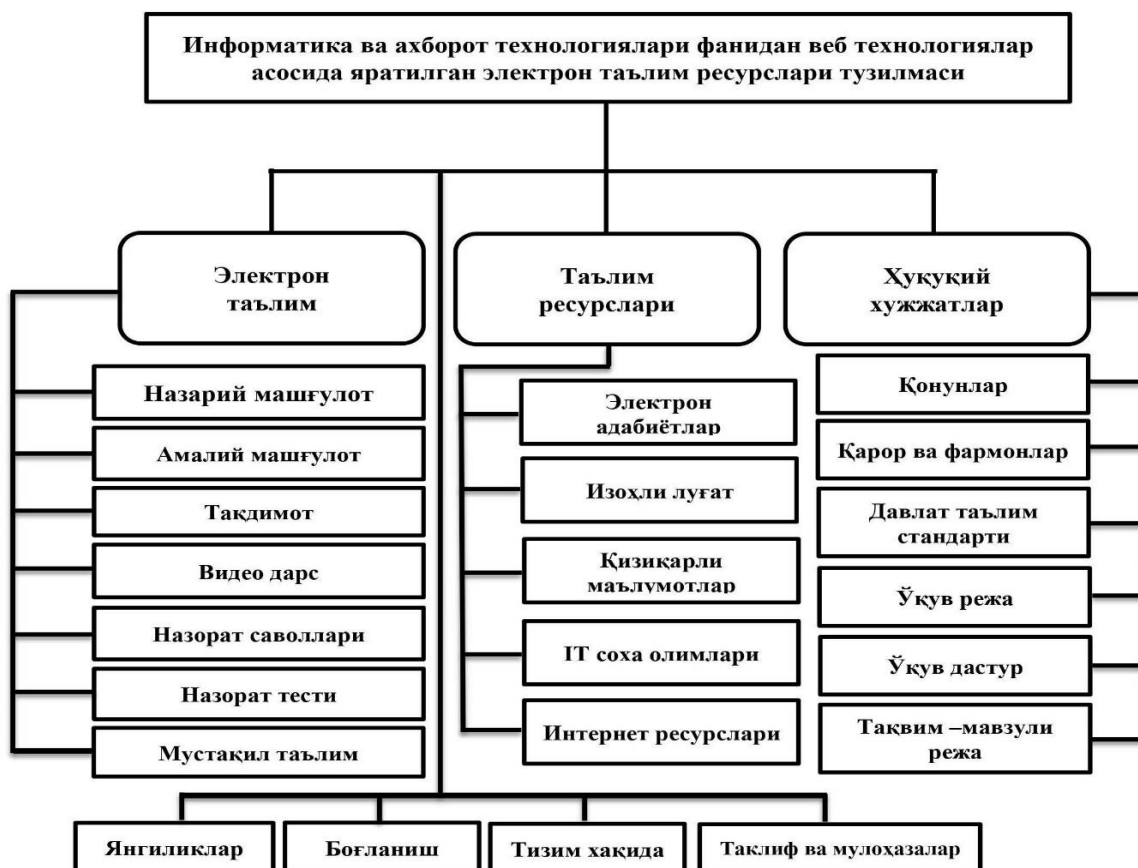 Информатика ва ахборот технологиялари фанидан веб технологиялар
асосида яратилган электрон таълим ресурслари тузилмаси
Электрон
таълим
Назарий машғулот
Амалий машғулот
Тақдимот
Видео дарс
Назорат саволлари
Назорат тести
Мустақил таълим
Таълим
ресурслари
Электрон
адабиётлар
Изоҳли луғат
Қизиқарли
маълумотлар
IT соха олимлари
Интернет ресурслари
Ҳуқуқий
хужжатлар
Қонунлар
Қарор ва фармонлар
Давлат таълим
стандарти
Ўқув режа
Ўқув дастур
Тақвим –мавзули
режа
Янгиликлар
Боғланиш
Тизим хақида
Таклиф ва мулоҳазалар